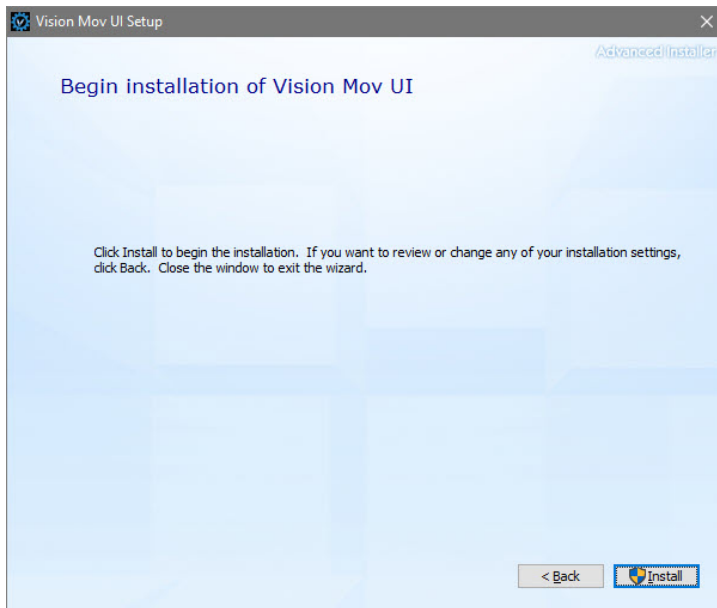 Vision Mov UI Setup
Advanced Installer
Begin installation of Vision Mov UI
Click Install to begin the installation.  If you want to review or change any of your installation settings,
click Back.  Close the window to exit the wizard.
< Back
Install